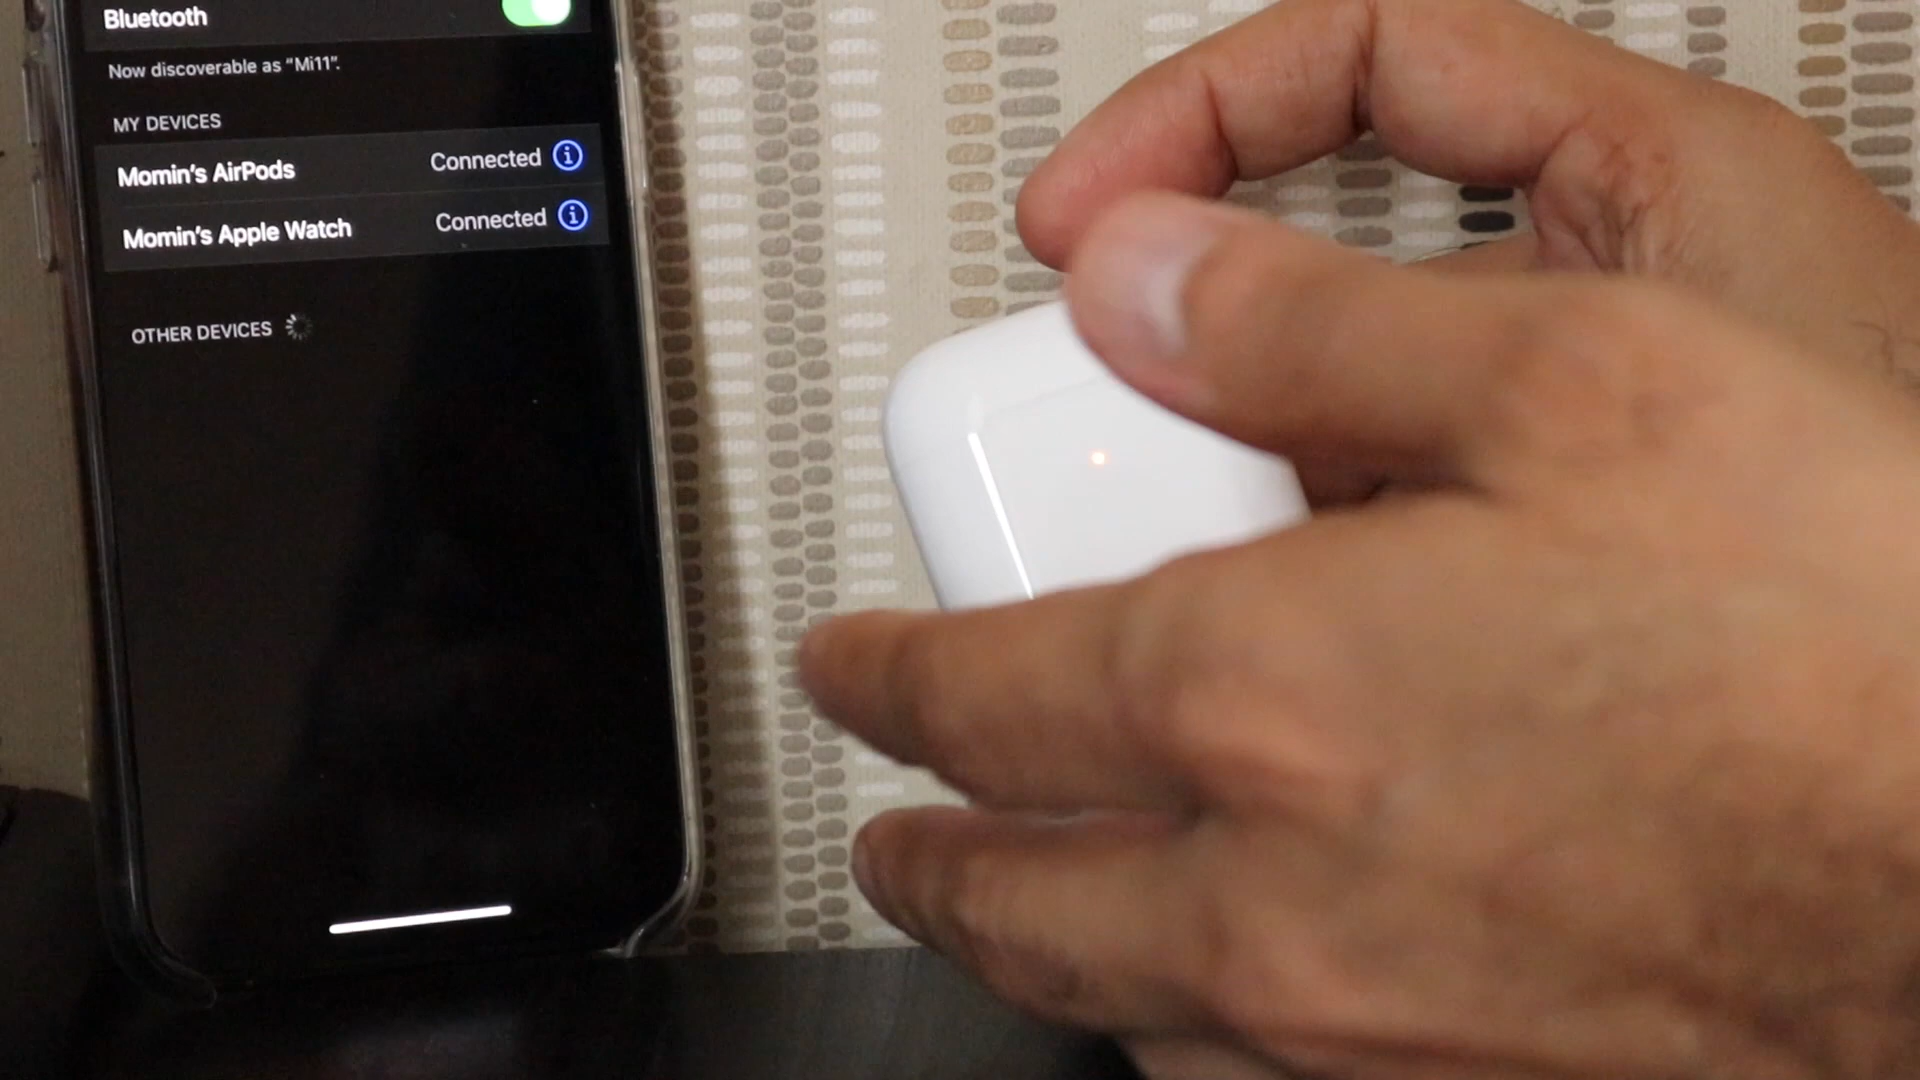 Bluetooth
Now discoverable as “Mi11”.
MY DEVICES
Momin’s AirPods Connected
Momin’s Apple Watch Connected
OTHER DEVICES